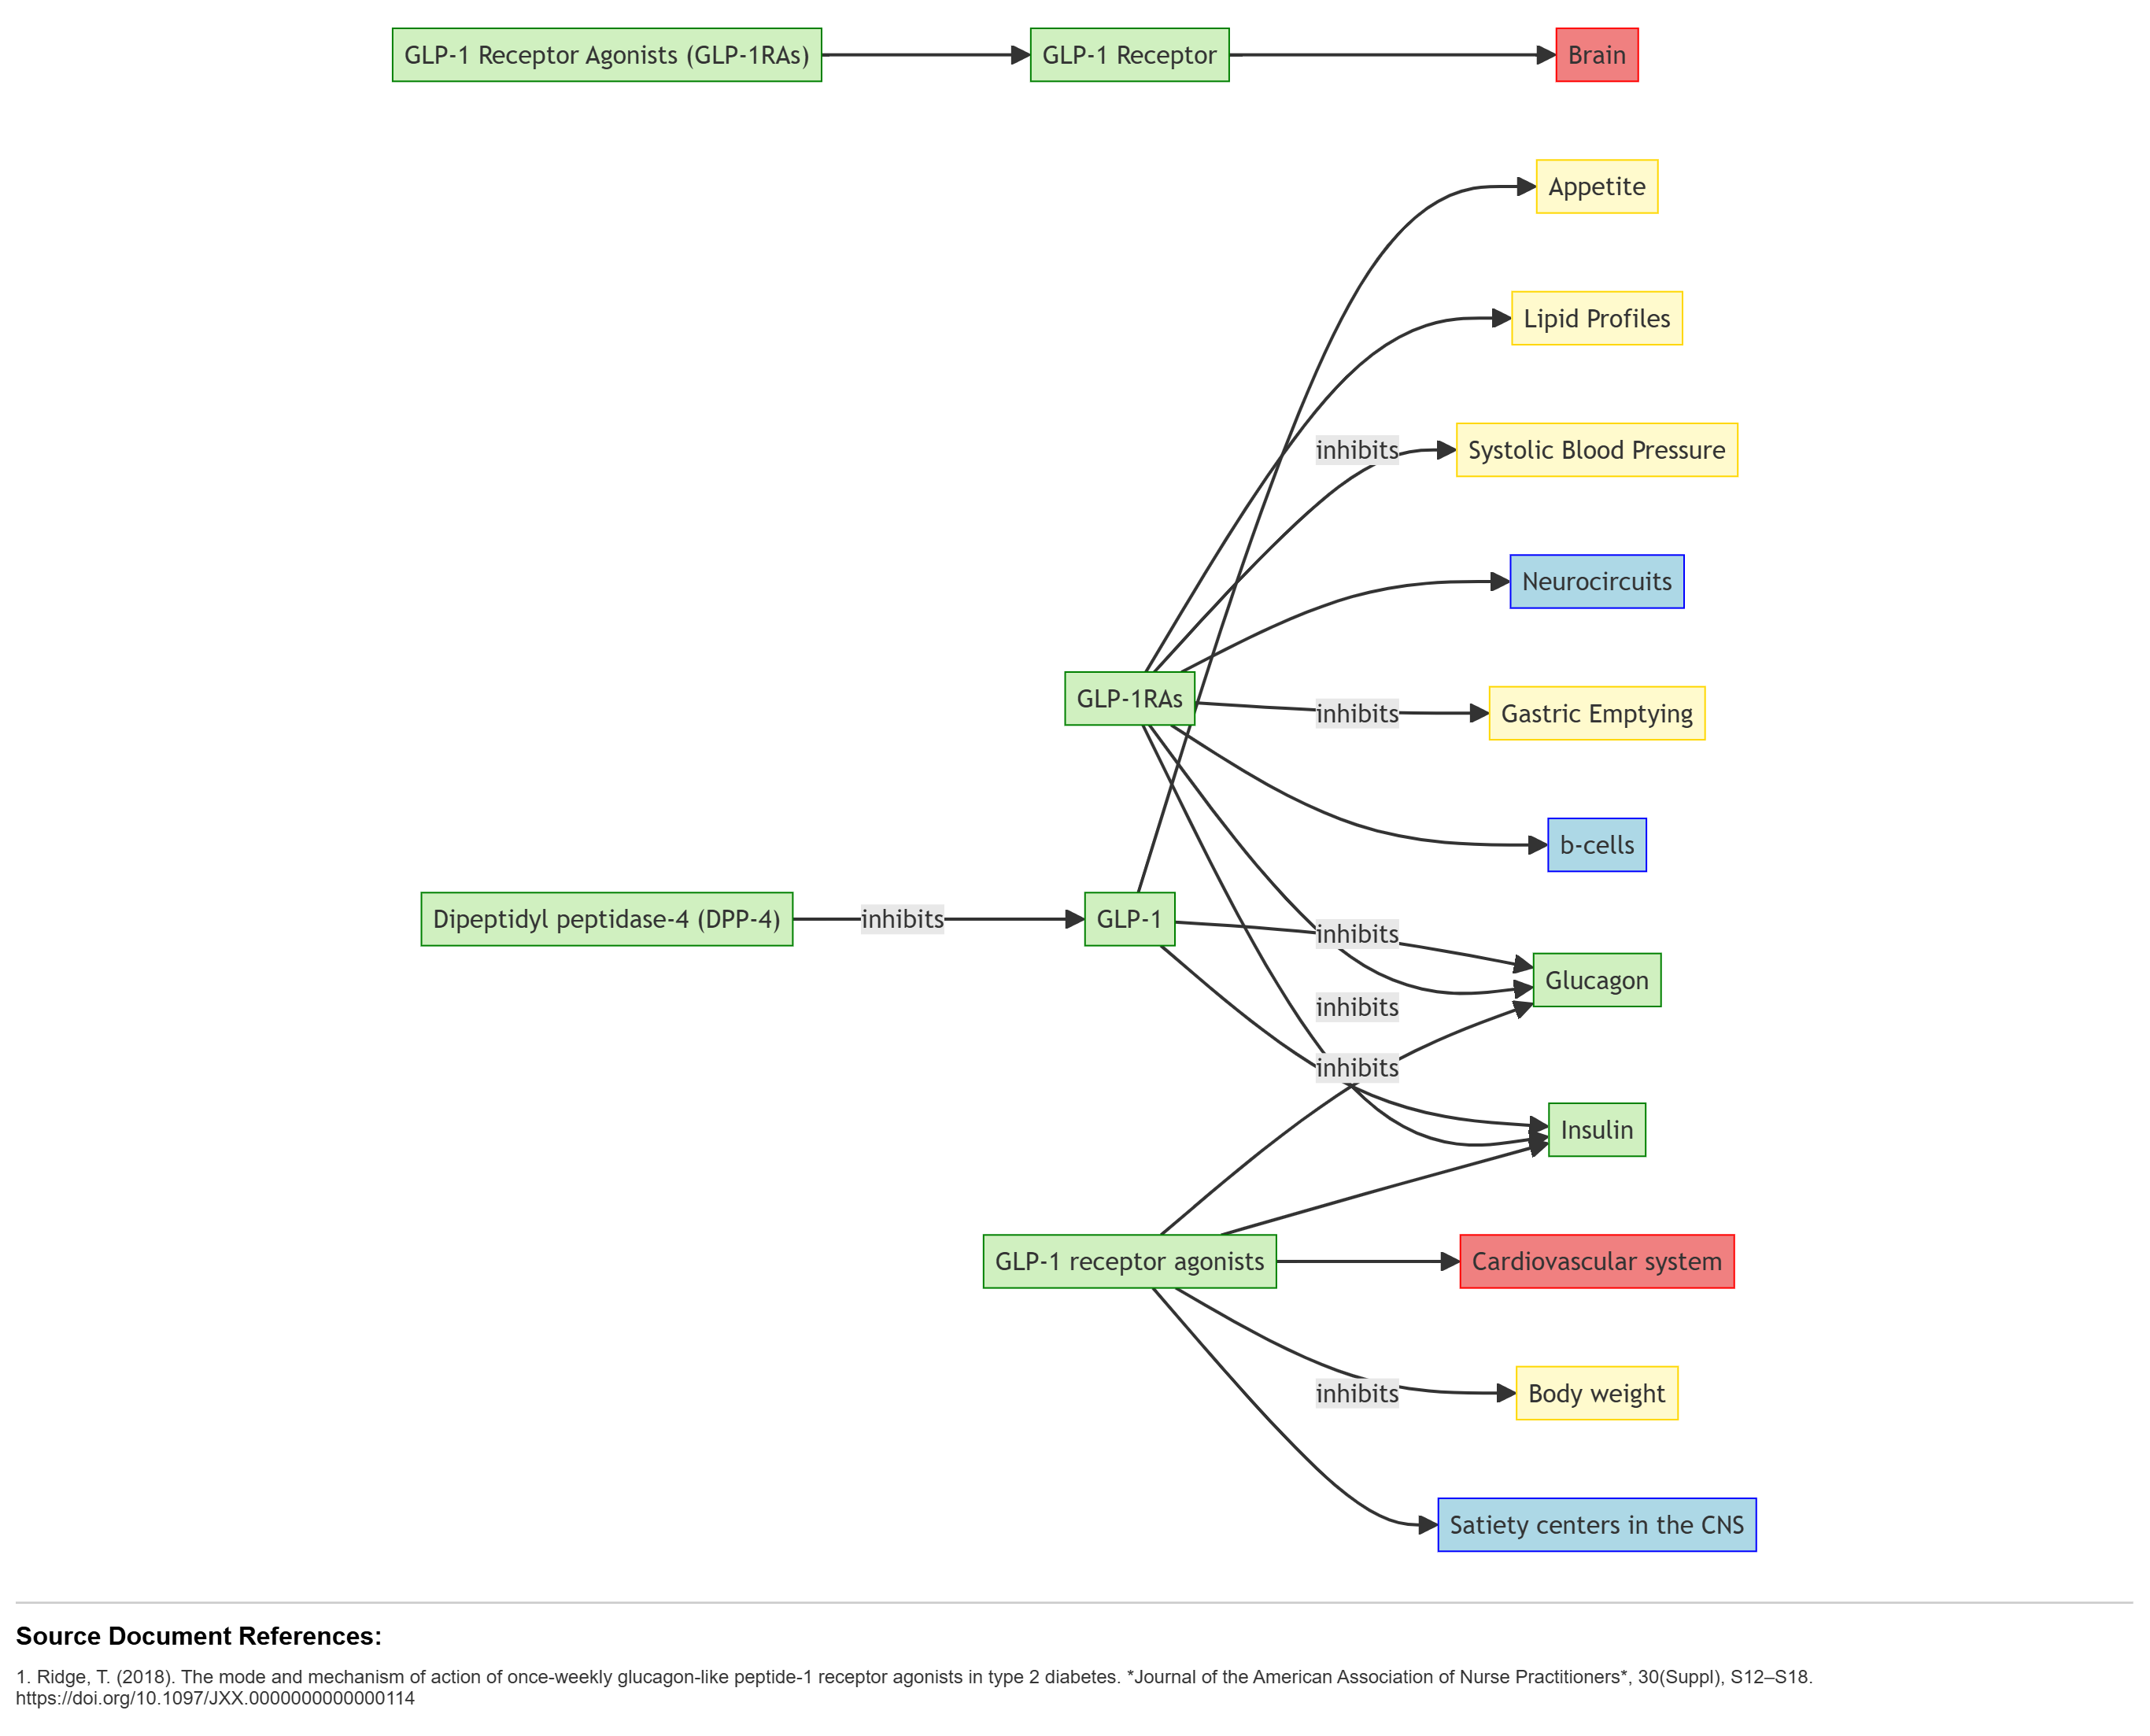 GLP-1 Receptor Agonists (GLP-1RAs)
GLP-1 Receptor
Brain
Appetite
Lipid Profiles
inhibits
Systolic Blood Pressure
Neurocircuits
GLP-1RAs
inhibits
Gastric Emptying
b-cells
Dipeptidyl peptidase-4 (DPP-4)
inhibits
GLP-1
inhibits
Glucagon
inhibits
inhibits
Insulin
GLP-1 receptor agonists
Cardiovascular system
inhibits
Body weight
Satiety centers in the CNS
Source Document References:
1. Ridge, T. (2018). The mode and mechanism of action of once-weekly glucagon-like peptide-1 receptor agonists in type 2 diabetes. *Journal of the American Association of Nurse Practitioners*, 30(Suppl), S12–S18.
https://doi.org/10.1097/JXX.0000000000000114